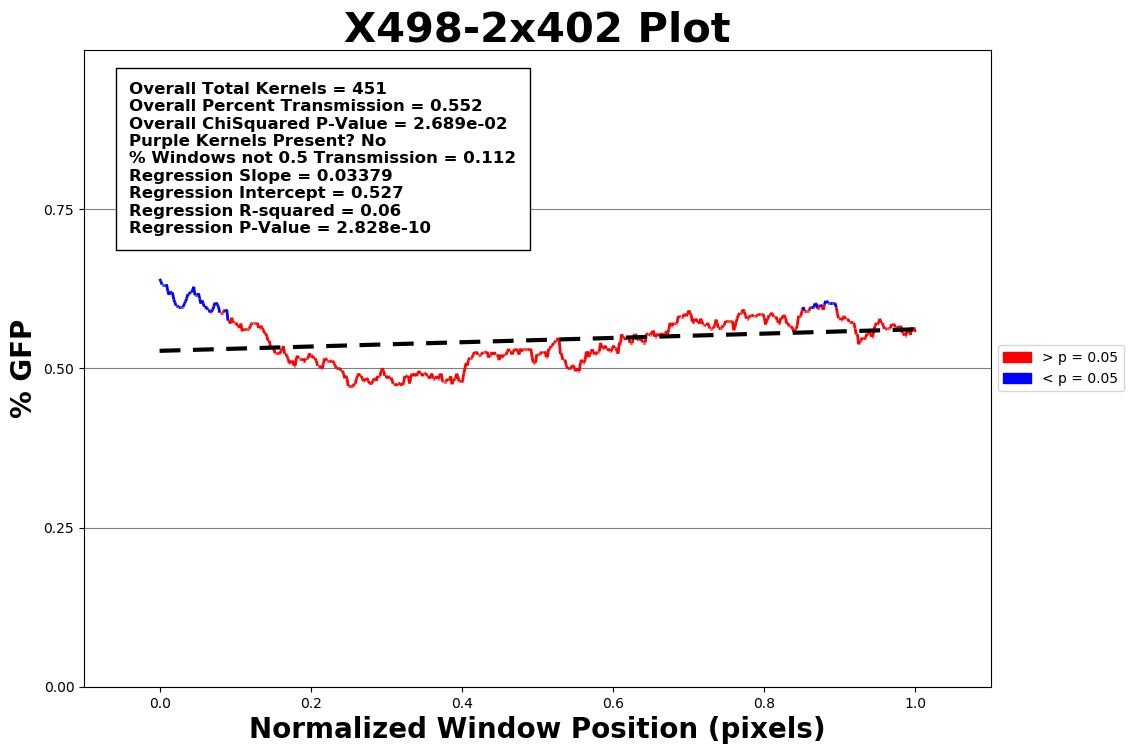 X498-2x402 Plot
Overall Total Kernels = 451
Overall Percent Transmission = 0.552
Overall ChiSquared P-Value = 2.689e-02
Purple Kernels Present? No
% Windows not 0.5 Transmission = 0.112
Regression Slope = 0.03379
Regression Intercept = 0.527
Regression R-squared = 0.06
Regression P-Value = 2.828e-10
0.75
0.50
0.25
0.00
% GFP
> p = 0.05
< p = 0.05
0.0 0.2 0.4 0.6 0.8 1.0
Normalized Window Position (pixels)